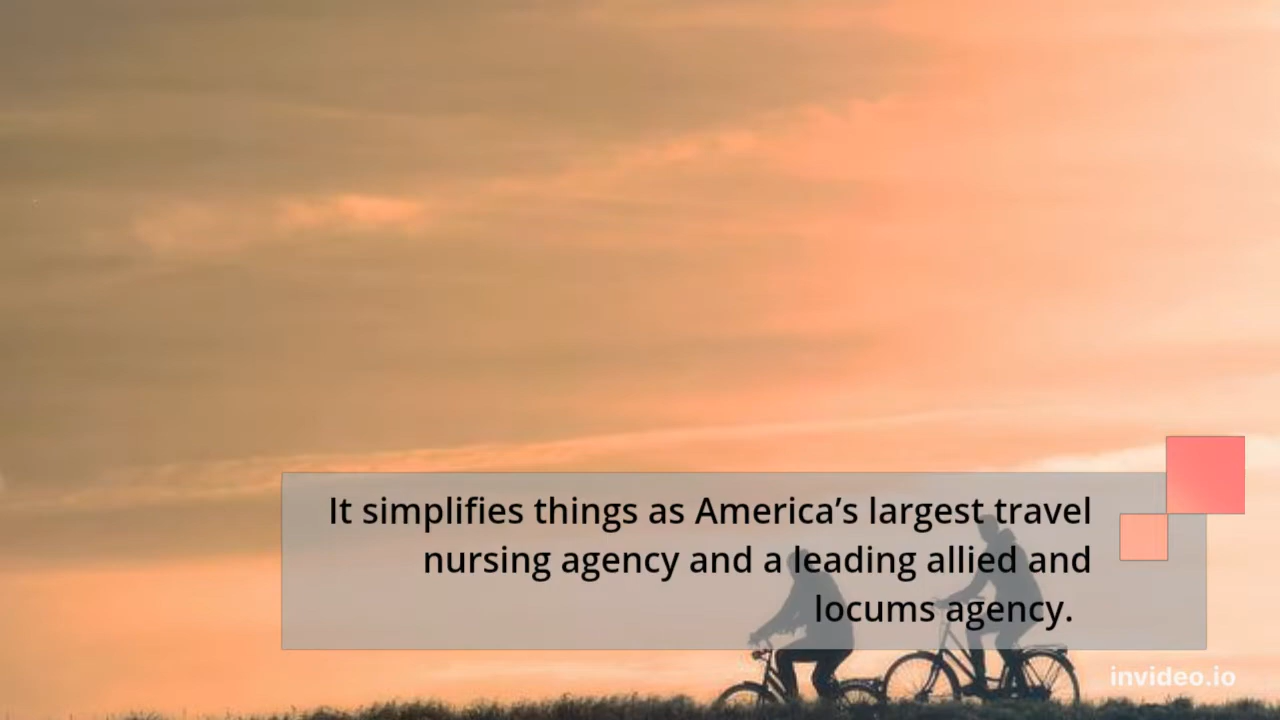 It simplifies things as America’s largest travel
nursing agency and a leading allied and
locums agency.
invideo.io